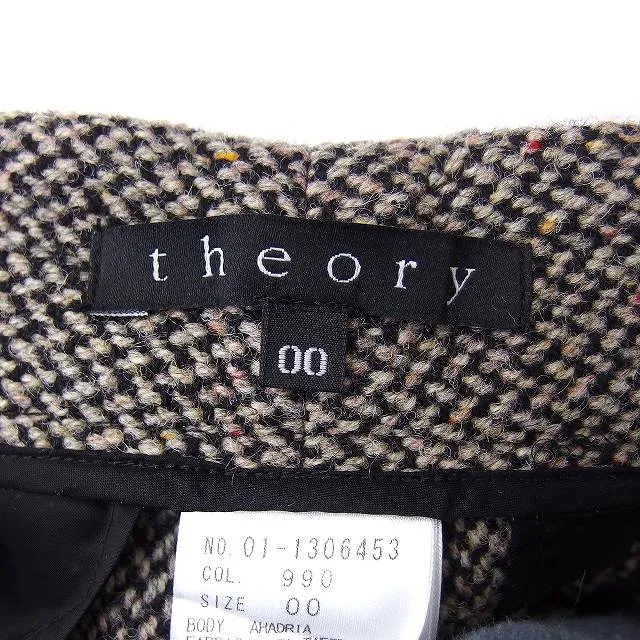 theory
00
NO. 01-1306453
COL. 990
SIZE 00
BODY AHADRIA